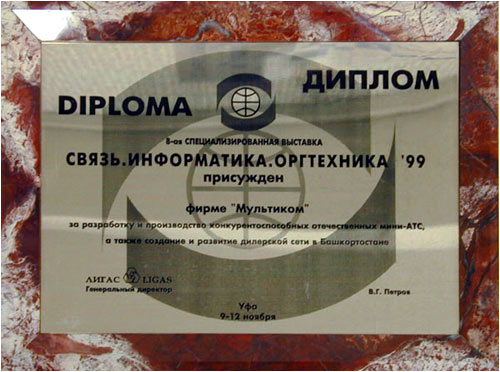 ДИПЛОМ
DIPLOMA
8-ая СПЕЦИАЛИЗИРОВАННАЯ ВЫСТАВКА
СВЯЗЬ.ИНФОРМАТИКА.ОРГТЕХНИКА '99
присужден
фирме "Мультиком"
за разработку и производство конкурентоспособных отечественных мини-АТС,
а также создание и развитие дилерской сети в Башкортостане
ЛИГАС LIGAS
Генеральный директор
В.Г. Петров
Уфа
9-12 ноября